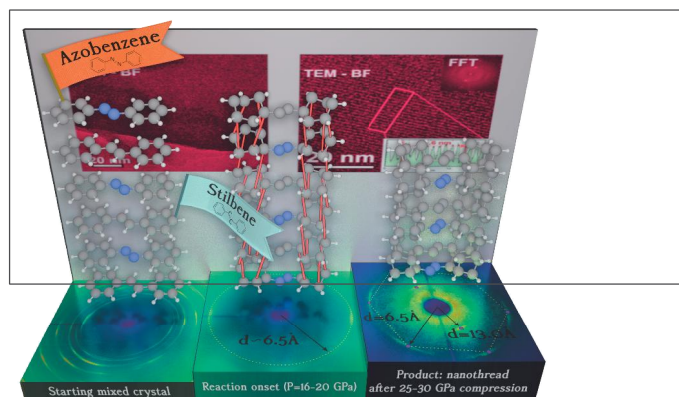 Azobenzene
BF
TEM - BF
FFT
20 nm
20 nm
Stilbene
d~6.5Å
d=6.5Å
d=13.0Å
Starting mixed crystal
Reaction onset (P=16-20 GPa)
Product: nanothread
after 25-30 GPa compression